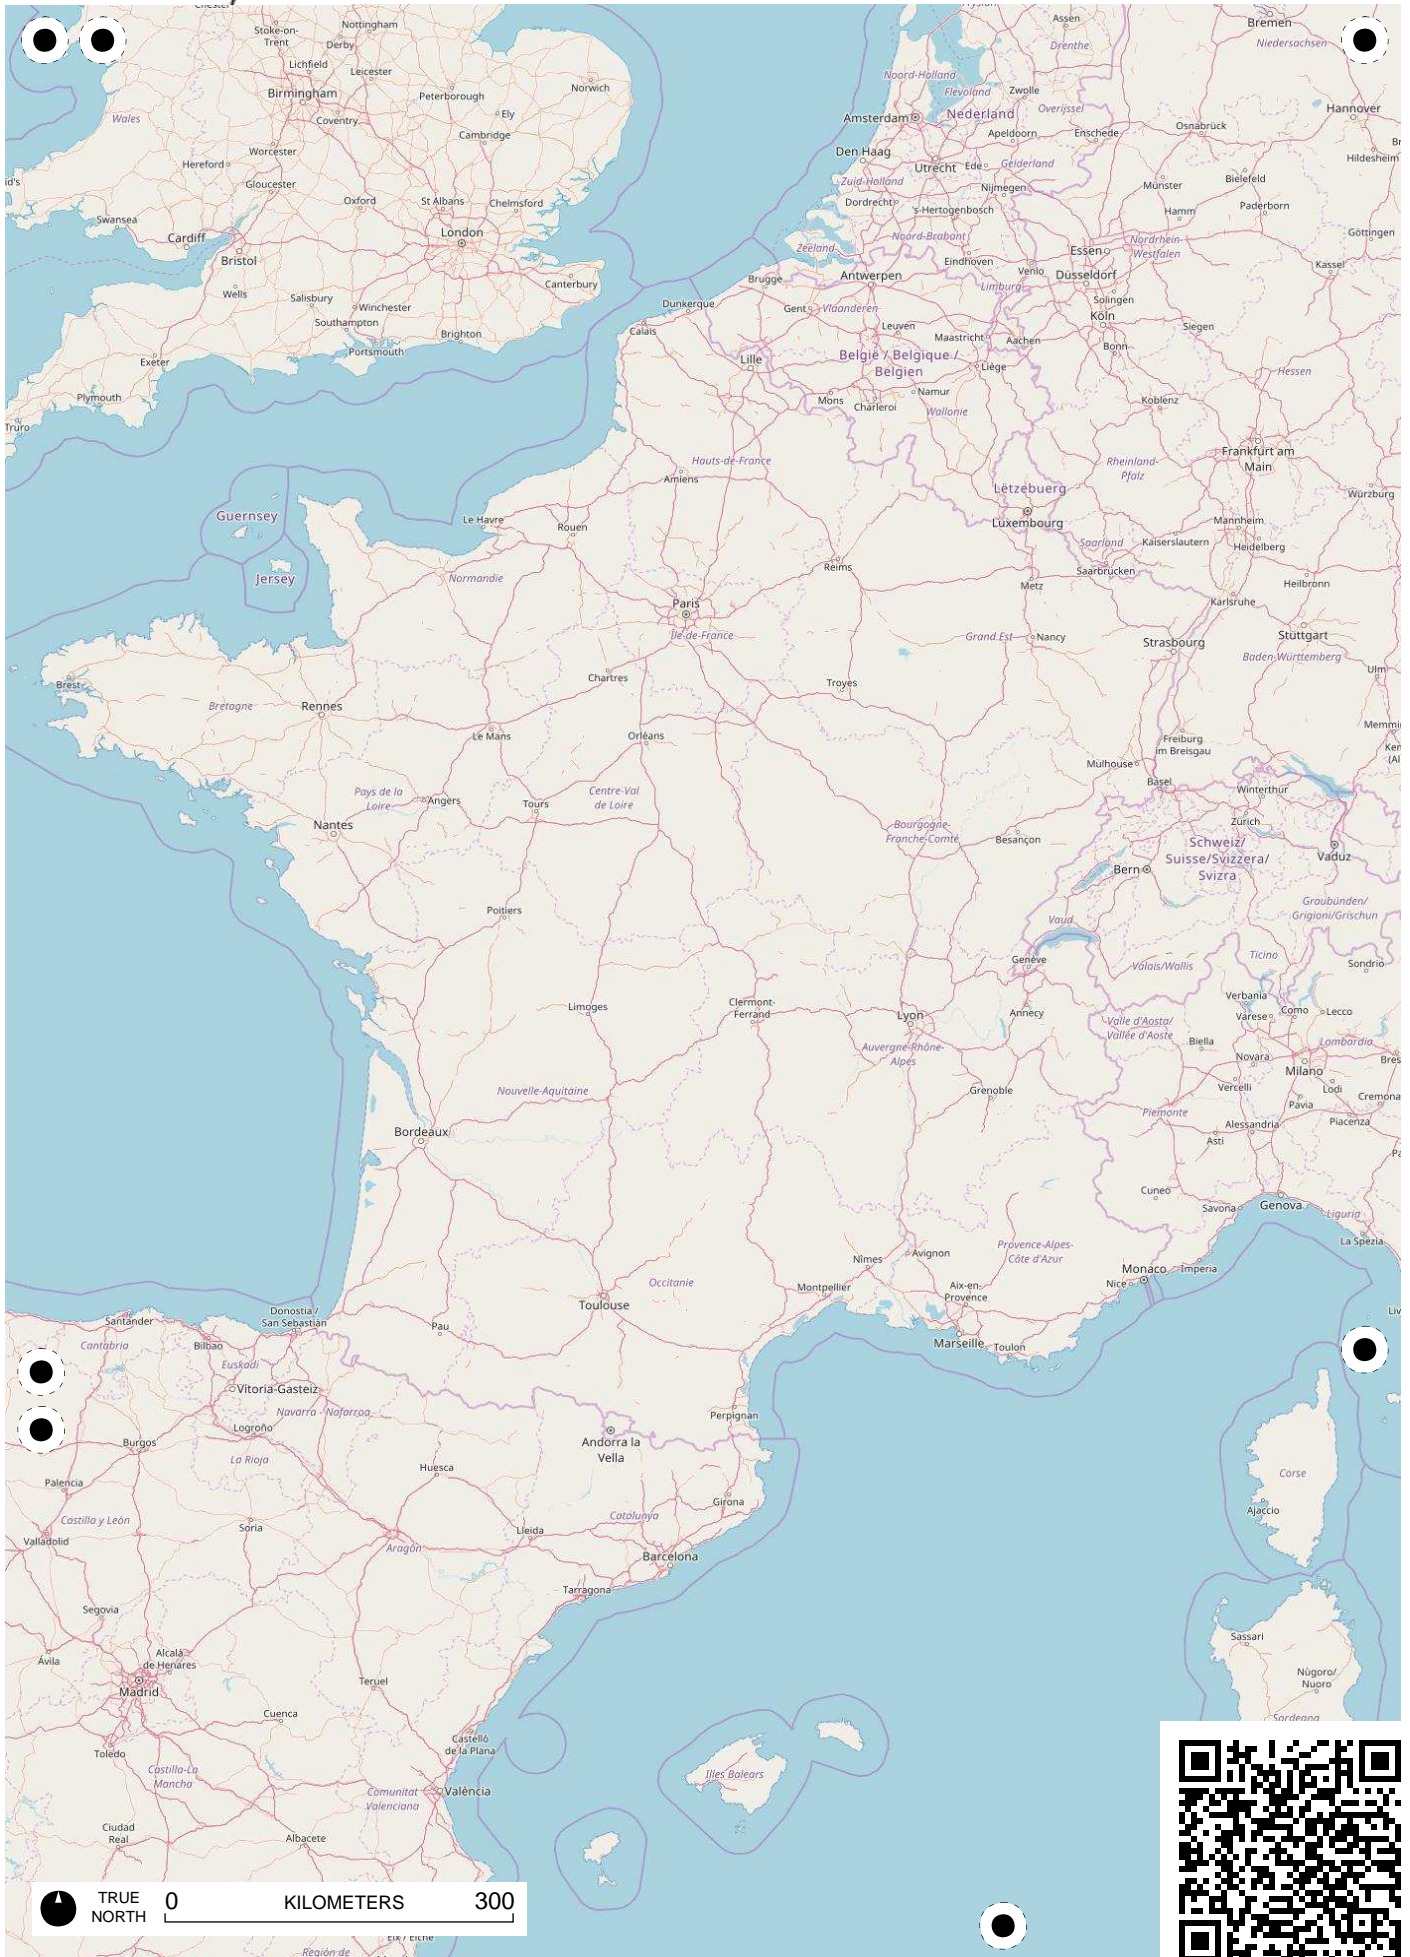 Stoke-on-
Trent
Nottingham
Derby
Lichfield
Leicester
Birmingham
Peterborough
Norwich
Wales
Coventry
Ely
Cambridge
Worcester
Hereford
Gloucester
Oxford
St Albans
Chelmsford
Swansea
Cardiff
London
Bristol
Wells
Salisbury
Winchester
Canterbury
Southampton
Portsmouth
Brighton
Exeter
Plymouth
Truro
Assen
Drenthe
Bremen
Niedersachsen
Noord-Holland
Flevoland
Zwolle
Overijssel
Hannover
Amsterdam
Nederland
Apeldoorn
Enschede
Osnabrück
Den Haag
Utrecht
Ede
Gelderland
Hildesheim
Zuid-Holland
Nijmegen
Münster
Bielefeld
Dordrecht
's-Hertogenbosch
Hamm
Paderborn
Zeeland
Noord-Brabant
Göttingen
Eindhoven
Essen
Nordrhein-
Westfalen
Brugge
Antwerpen
Venlo
Düsseldorf
Kassel
Dunkerque
Gent
Vlaanderen
Limburg
Solingen
Calais
Leuven
Maastricht
Aachen
Köln
Siegen
Lille
België / Belgique /
Belgien
Liège
Bonn
Hessen
Mons
Charleroi
Namur
Wallonie
Koblenz
Frankfurt am
Main
Hauts-de-France
Amiens
Rheinland-
Pfalz
Lëtzebuerg
Luxembourg
Würzburg
Guernsey
Jersey
Le Havre
Rouen
Mannheim
Saarland
Kaiserslautern
Heidelberg
Normandie
Reims
Saarbrücken
Metz
Heilbronn
Paris
Île-de-France
Karlsruhe
Grand Est
Nancy
Strasbourg
Stuttgart
Baden-Württemberg
Brest
Chartres
Troyes
Ulm
Bretagne
Rennes
Le Mans
Orléans
Freiburg
im Breisgau
Mulhouse
Basel
Pays de la
Loire
Angers
Tours
Centre-Val
de Loire
Winterthur
Nantes
Bourgogne-
Franche-Comté
Besançon
Zürich
Schweiz/
Suisse/Svizzera/
Svizra
Vaduz
Bern
Poitiers
Graubünden/
Grigioni/Grischun
Vaud
Genève
Valais/Wallis
Ticino
Sondrio
Limoges
Clermont-
Ferrand
Lyon
Annecy
Verbania
Varese
Como
Lecco
Valle d'Aosta/
Vallée d'Aoste
Biella
Lombardia
Auvergne-Rhône-
Alpes
Novara
Milano
Nouvelle-Aquitaine
Grenoble
Vercelli
Lodi
Pavia
Cremona
Bordeaux
Piemonte
Alessandria
Piacenza
Asti
Cuneo
Savona
Genova
Liguria
La Spezia
Nîmes
Avignon
Provence-Alpes-
Côte d'Azur
Monaco
Imperia
Nice
Occitanie
Montpellier
Aix-en-
Provence
Toulouse
Marseille
Toulon
Santander
Donostia /
San Sebastián
Pau
Cantabria
Bilbao
Euskadi
Vitoria-Gasteiz
Navarra - Nafarroa
Logroño
Burgos
La Rioja
Andorra la
Vella
Perpignan
Huesca
Palencia
Castilla y León
Soria
Girona
Catalunya
Corse
Ajaccio
Valladolid
Aragón
Lleida
Barcelona
Tarragona
Segovia
Ávila
Alcalá
de Henares
Madrid
Teruel
Sassari
Nùgoro/
Nuoro
Sardegna
Cuenca
Toledo
Castelló
de la Plana
Castilla-La
Mancha
Comunitat
Valenciana
València
Illes Balears
Ciudad
Real
Albacete
TRUE
NORTH
0 KILOMETERS 300
Elx / Elche
Región de